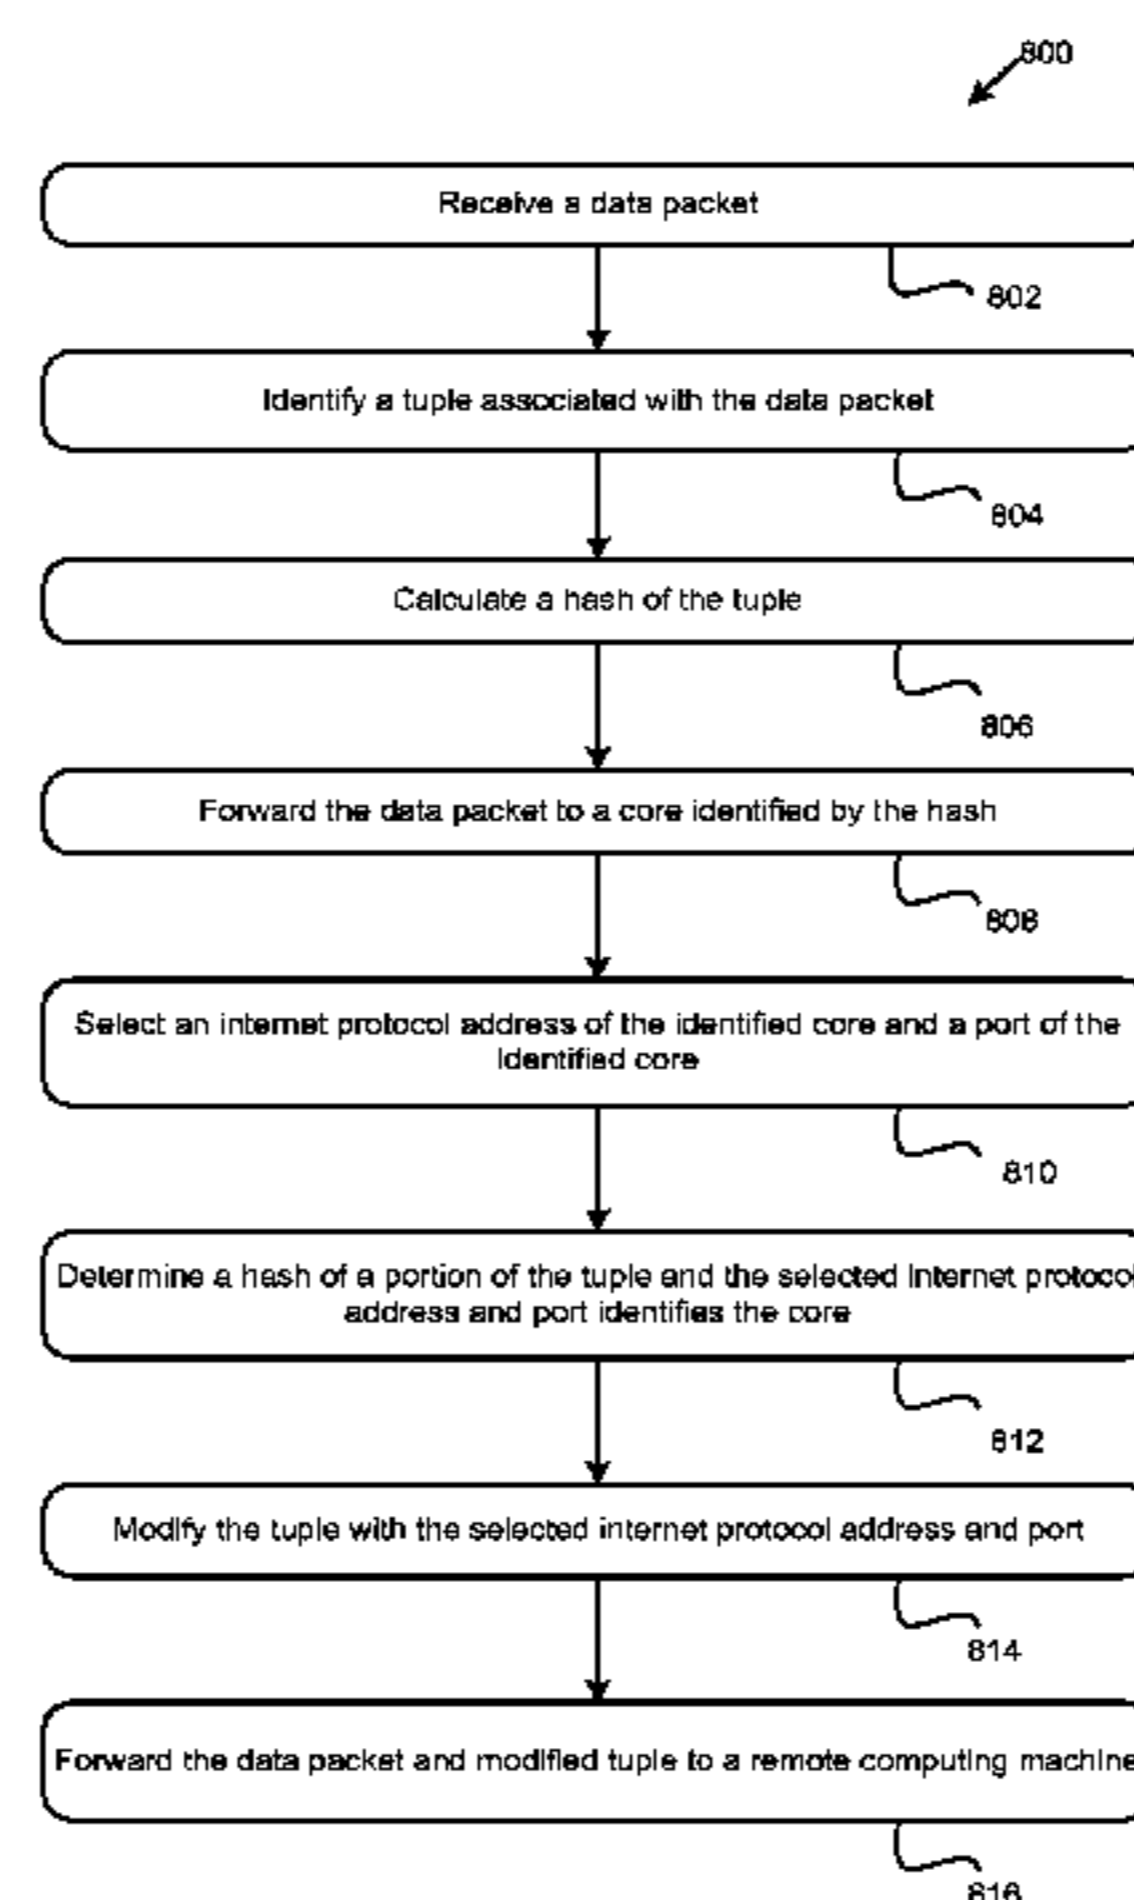 800
Receive a data packet
802
Identify a tuple associated with the data packet
804
Calculate a hash of the tuple
806
Forward the data packet to a core identified by the hash
808
Select an internet protocol address of the identified core and a port of the
identified core
810
Determine a hash of a portion of the tuple and the selected internet protocol
address and port identifies the core
812
Modify the tuple with the selected internet protocol address and port
814
Forward the data packet and modified tuple to a remote computing machine
816